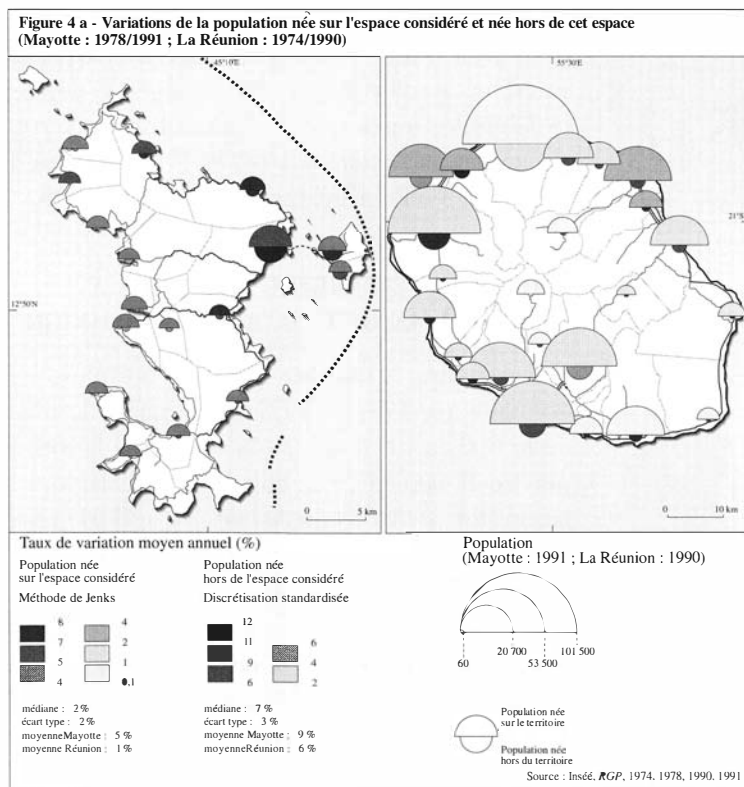 Figure 4 a - Variations de la population née sur l'espace considéré et née hors de cet espace
(Mayotte : 1978/1991 ; La Réunion : 1974/1990)
45°10'E
55°30'E
21°S
12°50'N
0 5 km
0 10 km
Taux de variation moyen annuel (%)
Population née
sur l'espace considéré
Méthode de Jenks
8
7
5
4
4
2
1
0,1
médiane : 2 %
écart type : 2 %
moyenneMayotte : 5 %
moyenne Réunion : 1 %
Population née
hors de l'espace considéré
Discrétisation standardisée
12
11
9
6
6
4
2
médiane : 7 %
écart type : 3 %
moyenne Mayotte : 9 %
moyenneRéunion : 6 %
Population
(Mayotte : 1991 ; La Réunion : 1990)
60
20 700
53 500
101 500
Population née
sur le territoire
Population née
hors du territoire
Source : Inséé, RGP, 1974, 1978, 1990, 1991